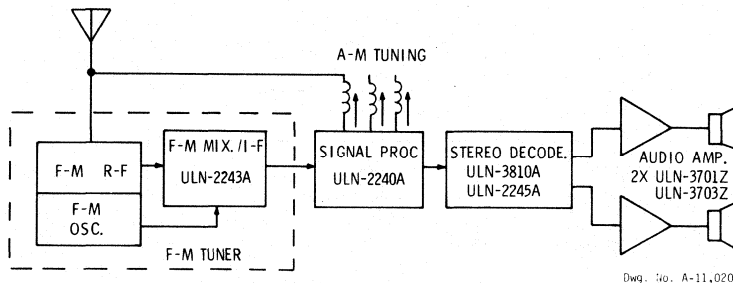 A-M TUNING
F-M R-F
F-M
OSC.
F-M MIX./I-F
ULN-2243A
F-M TUNER
SIGNAL PROC
ULN-2240A
STEREO DECODE.
ULN-3810A
ULN-2245A
AUDIO AMP.
2X ULN-3701Z
ULN-3703Z
Dwg. No. A-11,020